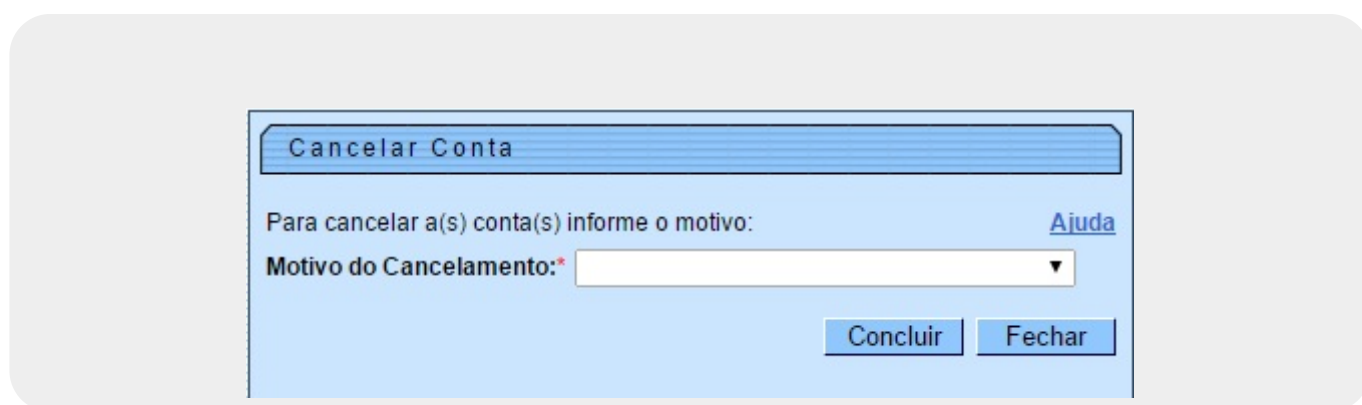 Cancelar Conta
Para cancelar a(s) conta(s) informe o motivo: Ajuda
Motivo do Cancelamento:*
Concluir Fechar